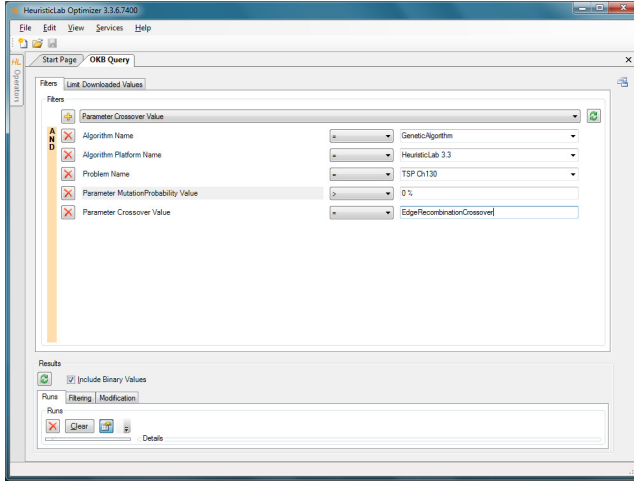 HeuristicLab Optimizer 3.3.6.7400
File Edit View Services Help
HL Operators
Start Page OKB Query
Filters Limit Downloaded Values
Filters
Parameter Crossover Value
AND
Algorithm Name = GeneticAlgorithm
Algorithm Platform Name = HeuristicLab 3.3
Problem Name = TSP Ch130
Parameter MutationProbability Value > 0 %
Parameter Crossover Value = EdgeRecombinationCrossover
Results
Include Binary Values
Runs Filtering Modification
Runs
Clear
Details